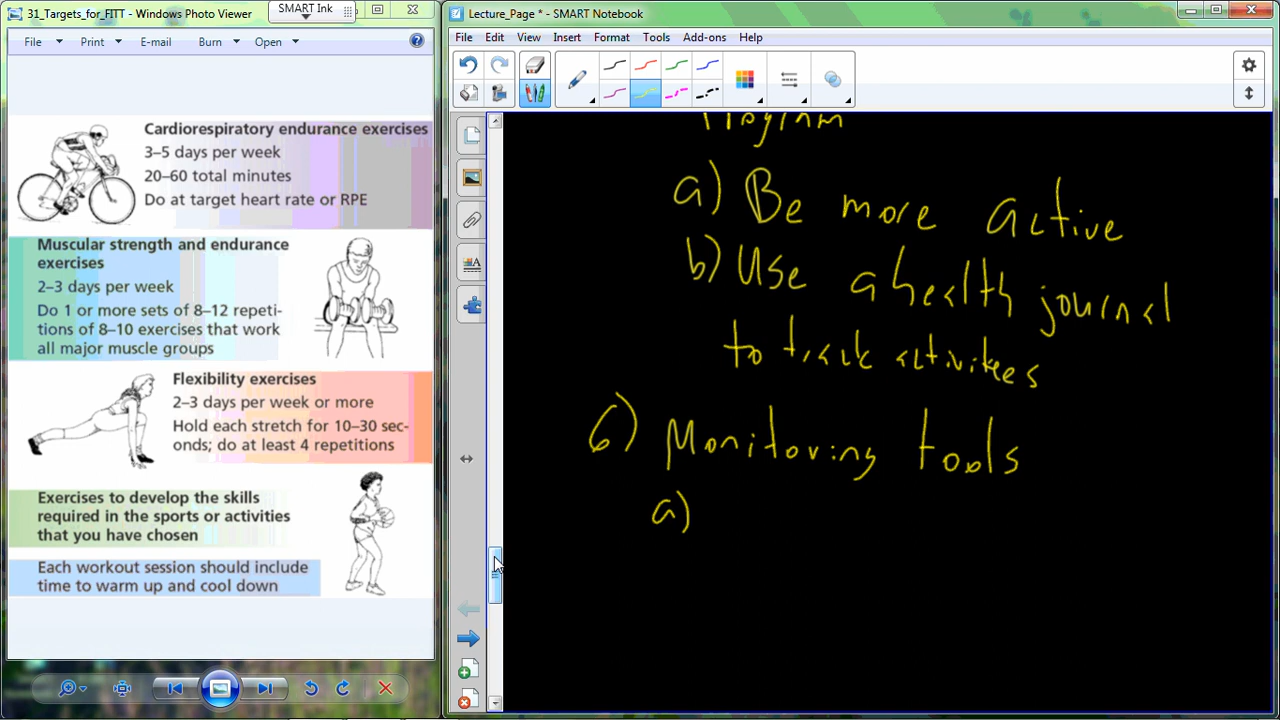 31_Targets_for_FITT - Windows Photo Viewer
SMART Ink
File Print E-mail Burn Open
Cardiorespiratory endurance exercises
3–5 days per week
20–60 total minutes
Do at target heart rate or RPE
Muscular strength and endurance
exercises
2–3 days per week
Do 1 or more sets of 8–12 repeti-
tions of 8–10 exercises that work
all major muscle groups
Flexibility exercises
2–3 days per week or more
Hold each stretch for 10–30 sec-
onds; do at least 4 repetitions
Exercises to develop the skills
required in the sports or activities
that you have chosen
Each workout session should include
time to warm up and cool down
Lecture_Page * - SMART Notebook
File Edit View Insert Format Tools Add-ons Help
Program
a) Be more active
b) Use a health journal
to track activities
6) Monitoring tools
a)